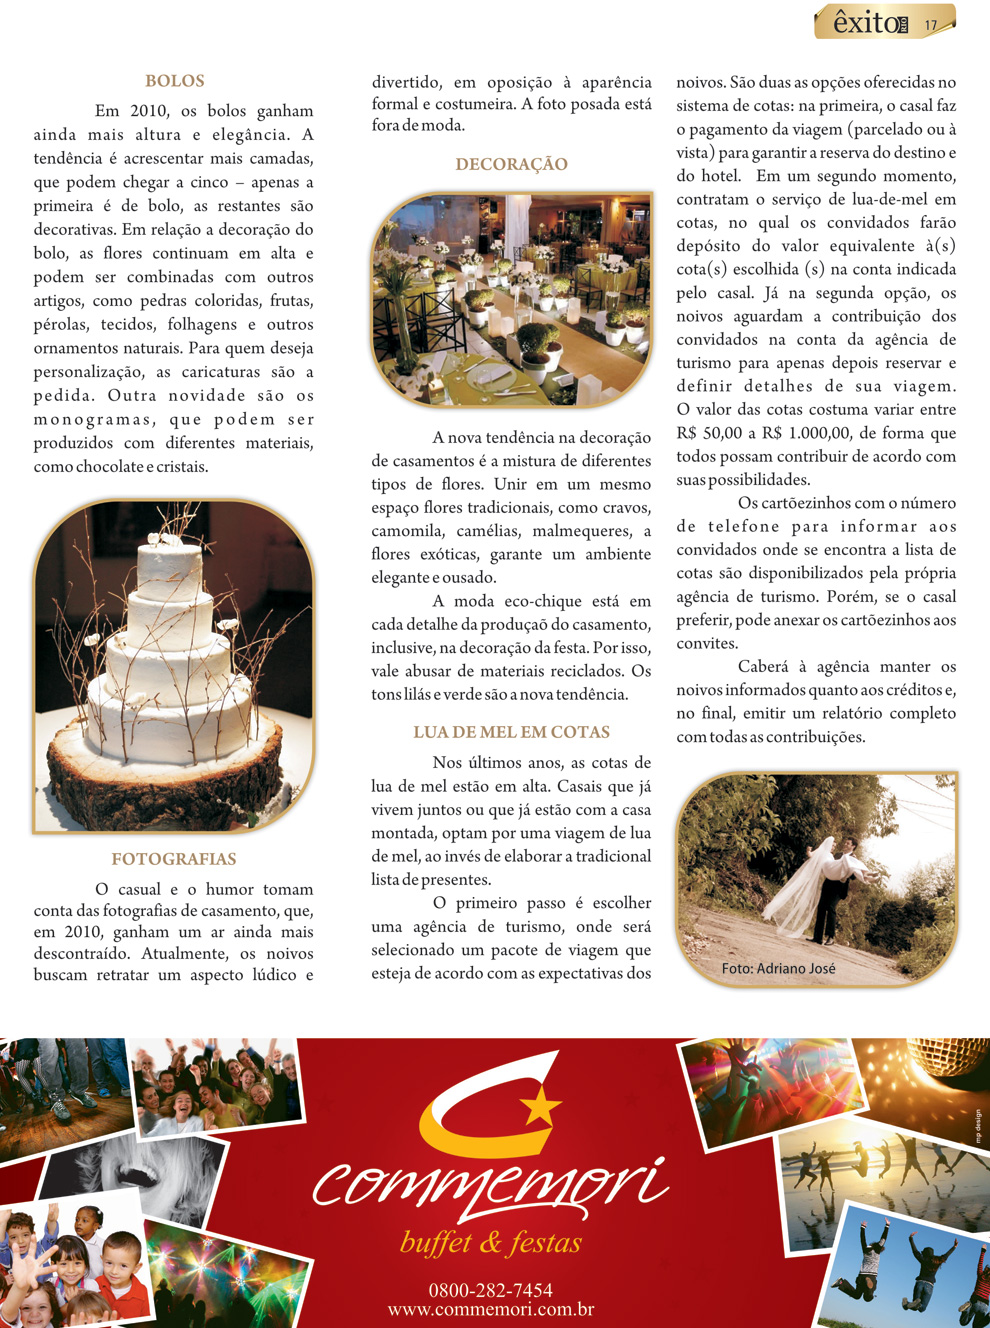 êxito RIO 17
BOLOS
Em 2010, os bolos ganham
ainda mais altura e elegância. A
tendência é acrescentar mais camadas,
que podem chegar a cinco – apenas a
primeira é de bolo, as restantes são
decorativas. Em relação a decoração do
bolo, as flores continuam em alta e
podem ser combinadas com outros
artigos, como pedras coloridas, frutas,
pérolas, tecidos, folhagens e outros
ornamentos naturais. Para quem deseja
personalização, as caricaturas são a
pedida. Outra novidade são os
monogramas, que podem ser
produzidos com diferentes materiais,
como chocolate e cristais.
FOTOGRAFIAS
O casual e o humor tomam
conta das fotografias de casamento, que,
em 2010, ganham um ar ainda mais
descontraído. Atualmente, os noivos
buscam retratar um aspecto lúdico e
divertido, em oposição à aparência
formal e costumeira. A foto posada está
fora de moda.
DECORAÇÃO
A nova tendência na decoração
de casamentos é a mistura de diferentes
tipos de flores. Unir em um mesmo
espaço flores tradicionais, como cravos,
camomila, camélias, malmequeres, a
flores exóticas, garante um ambiente
elegante e ousado.
A moda eco-chique está em
cada detalhe da produçaõ do casamento,
inclusive, na decoração da festa. Por isso,
vale abusar de materiais reciclados. Os
tons lilás e verde são a nova tendência.
LUA DE MEL EM COTAS
Nos últimos anos, as cotas de
lua de mel estão em alta. Casais que já
vivem juntos ou que já estão com a casa
montada, optam por uma viagem de lua
de mel, ao invés de elaborar a tradicional
lista de presentes.
O primeiro passo é escolher
uma agência de turismo, onde será
selecionado um pacote de viagem que
esteja de acordo com as expectativas dos
noivos. São duas as opções oferecidas no
sistema de cotas: na primeira, o casal faz
o pagamento da viagem (parcelado ou à
vista) para garantir a reserva do destino e
do hotel. Em um segundo momento,
contratam o serviço de lua-de-mel em
cotas, no qual os convidados farão
depósito do valor equivalente à(s)
cota(s) escolhida (s) na conta indicada
pelo casal. Já na segunda opção, os
noivos aguardam a contribuição dos
convidados na conta da agência de
turismo para apenas depois reservar e
definir detalhes de sua viagem.
O valor das cotas costuma variar entre
R$ 50,00 a R$ 1.000,00, de forma que
todos possam contribuir de acordo com
suas possibilidades.
Os cartõezinhos com o número
de telefone para informar aos
convidados onde se encontra a lista de
cotas são disponibilizados pela própria
agência de turismo. Porém, se o casal
preferir, pode anexar os cartõezinhos aos
convites.
Caberá à agência manter os
noivos informados quanto aos créditos e,
no final, emitir um relatório completo
com todas as contribuições.
Foto: Adriano José
mp design
commemori
buffet & festas
0800-282-7454
www.commemori.com.br